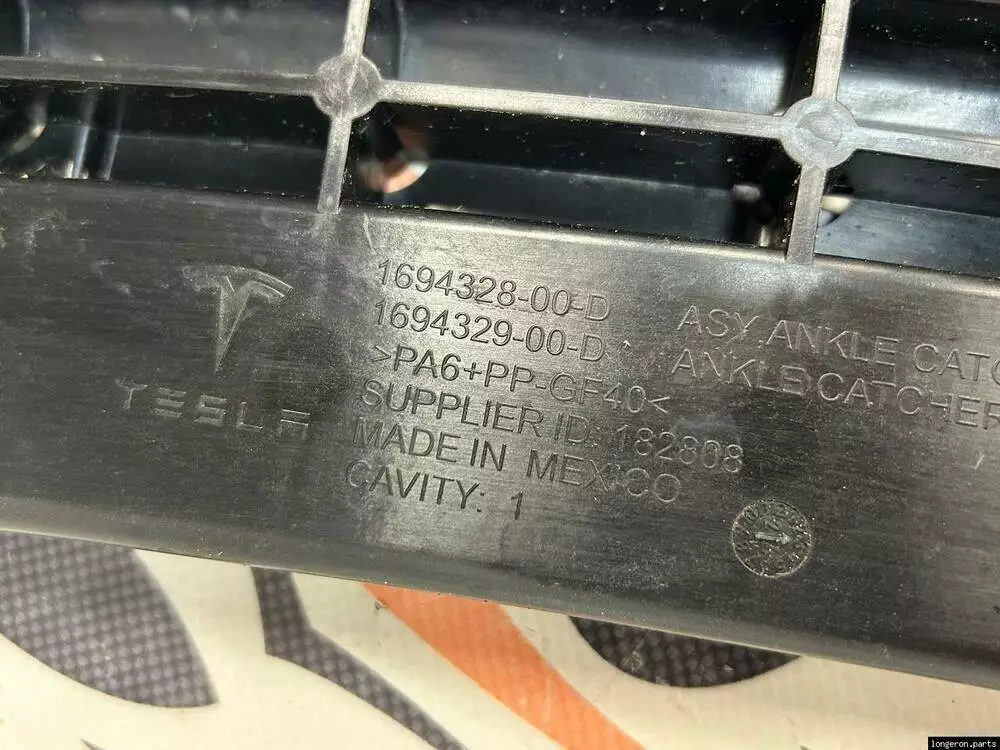 1694328-00-D
1694329-00-D
>PA6+PP-GF40<
SUPPLIER ID: 182808
MADE IN MEXICO
CAVITY: 1
ASY, ANKLE
ANKLE CATCHER
TESLA
longeron.parts